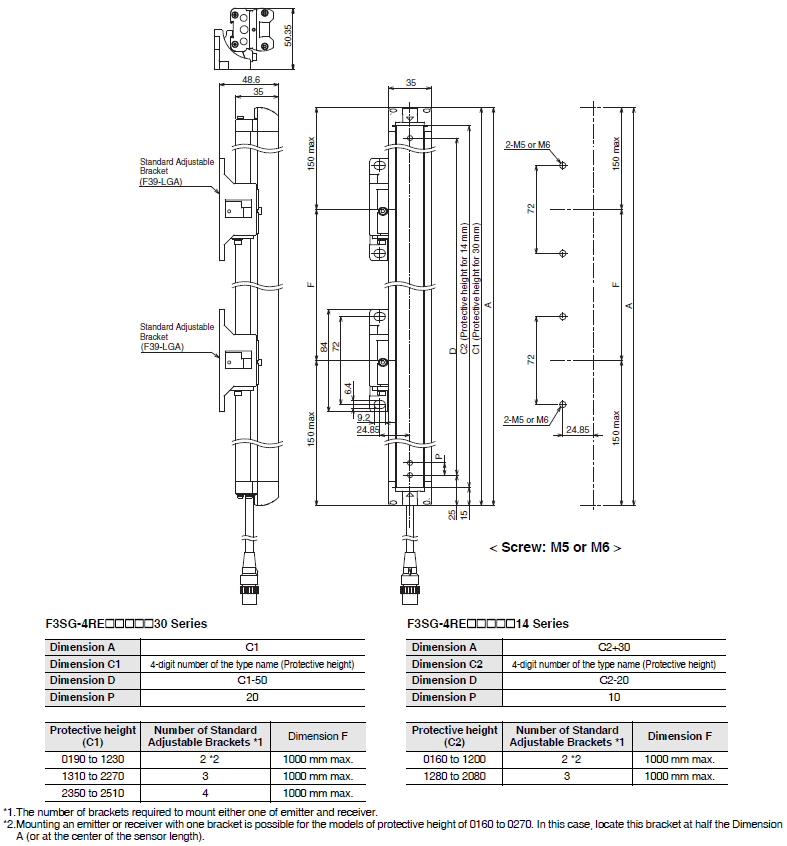 50.35
48.6
35
35
Standard Adjustable
Bracket
(F39-LGA)
150 max
F
150 max
Standard Adjustable
Bracket
(F39-LGA)
84
72
6.4
9.2
24.85
P
D
C2 (Protective height for 14 mm)
C1 (Protective height for 30 mm)
A
25
15
2-M5 or M6
72
150 max
F
A
72
2-M5 or M6
24.85
150 max
< Screw: M5 or M6 >
F3SG-4RE□□□□□30 Series
Dimension A C1
Dimension C1 4-digit number of the type name (Protective height)
Dimension D C1-50
Dimension P 20
Protective height (C1) Number of Standard Adjustable Brackets *1 Dimension F
0190 to 1230 2 *2 1000 mm max.
1310 to 2270 3 1000 mm max.
2350 to 2510 4 1000 mm max.
F3SG-4RE□□□□□14 Series
Dimension A C2+30
Dimension C2 4-digit number of the type name (Protective height)
Dimension D C2-20
Dimension P 10
Protective height (C2) Number of Standard Adjustable Brackets *1 Dimension F
0160 to 1200 2 *2 1000 mm max.
1280 to 2080 3 1000 mm max.
*1.The number of brackets required to mount either one of emitter and receiver.
*2.Mounting an emitter or receiver with one bracket is possible for the models of protective height of 0160 to 0270. In this case, locate this bracket at half the Dimension
A (or at the center of the sensor length).